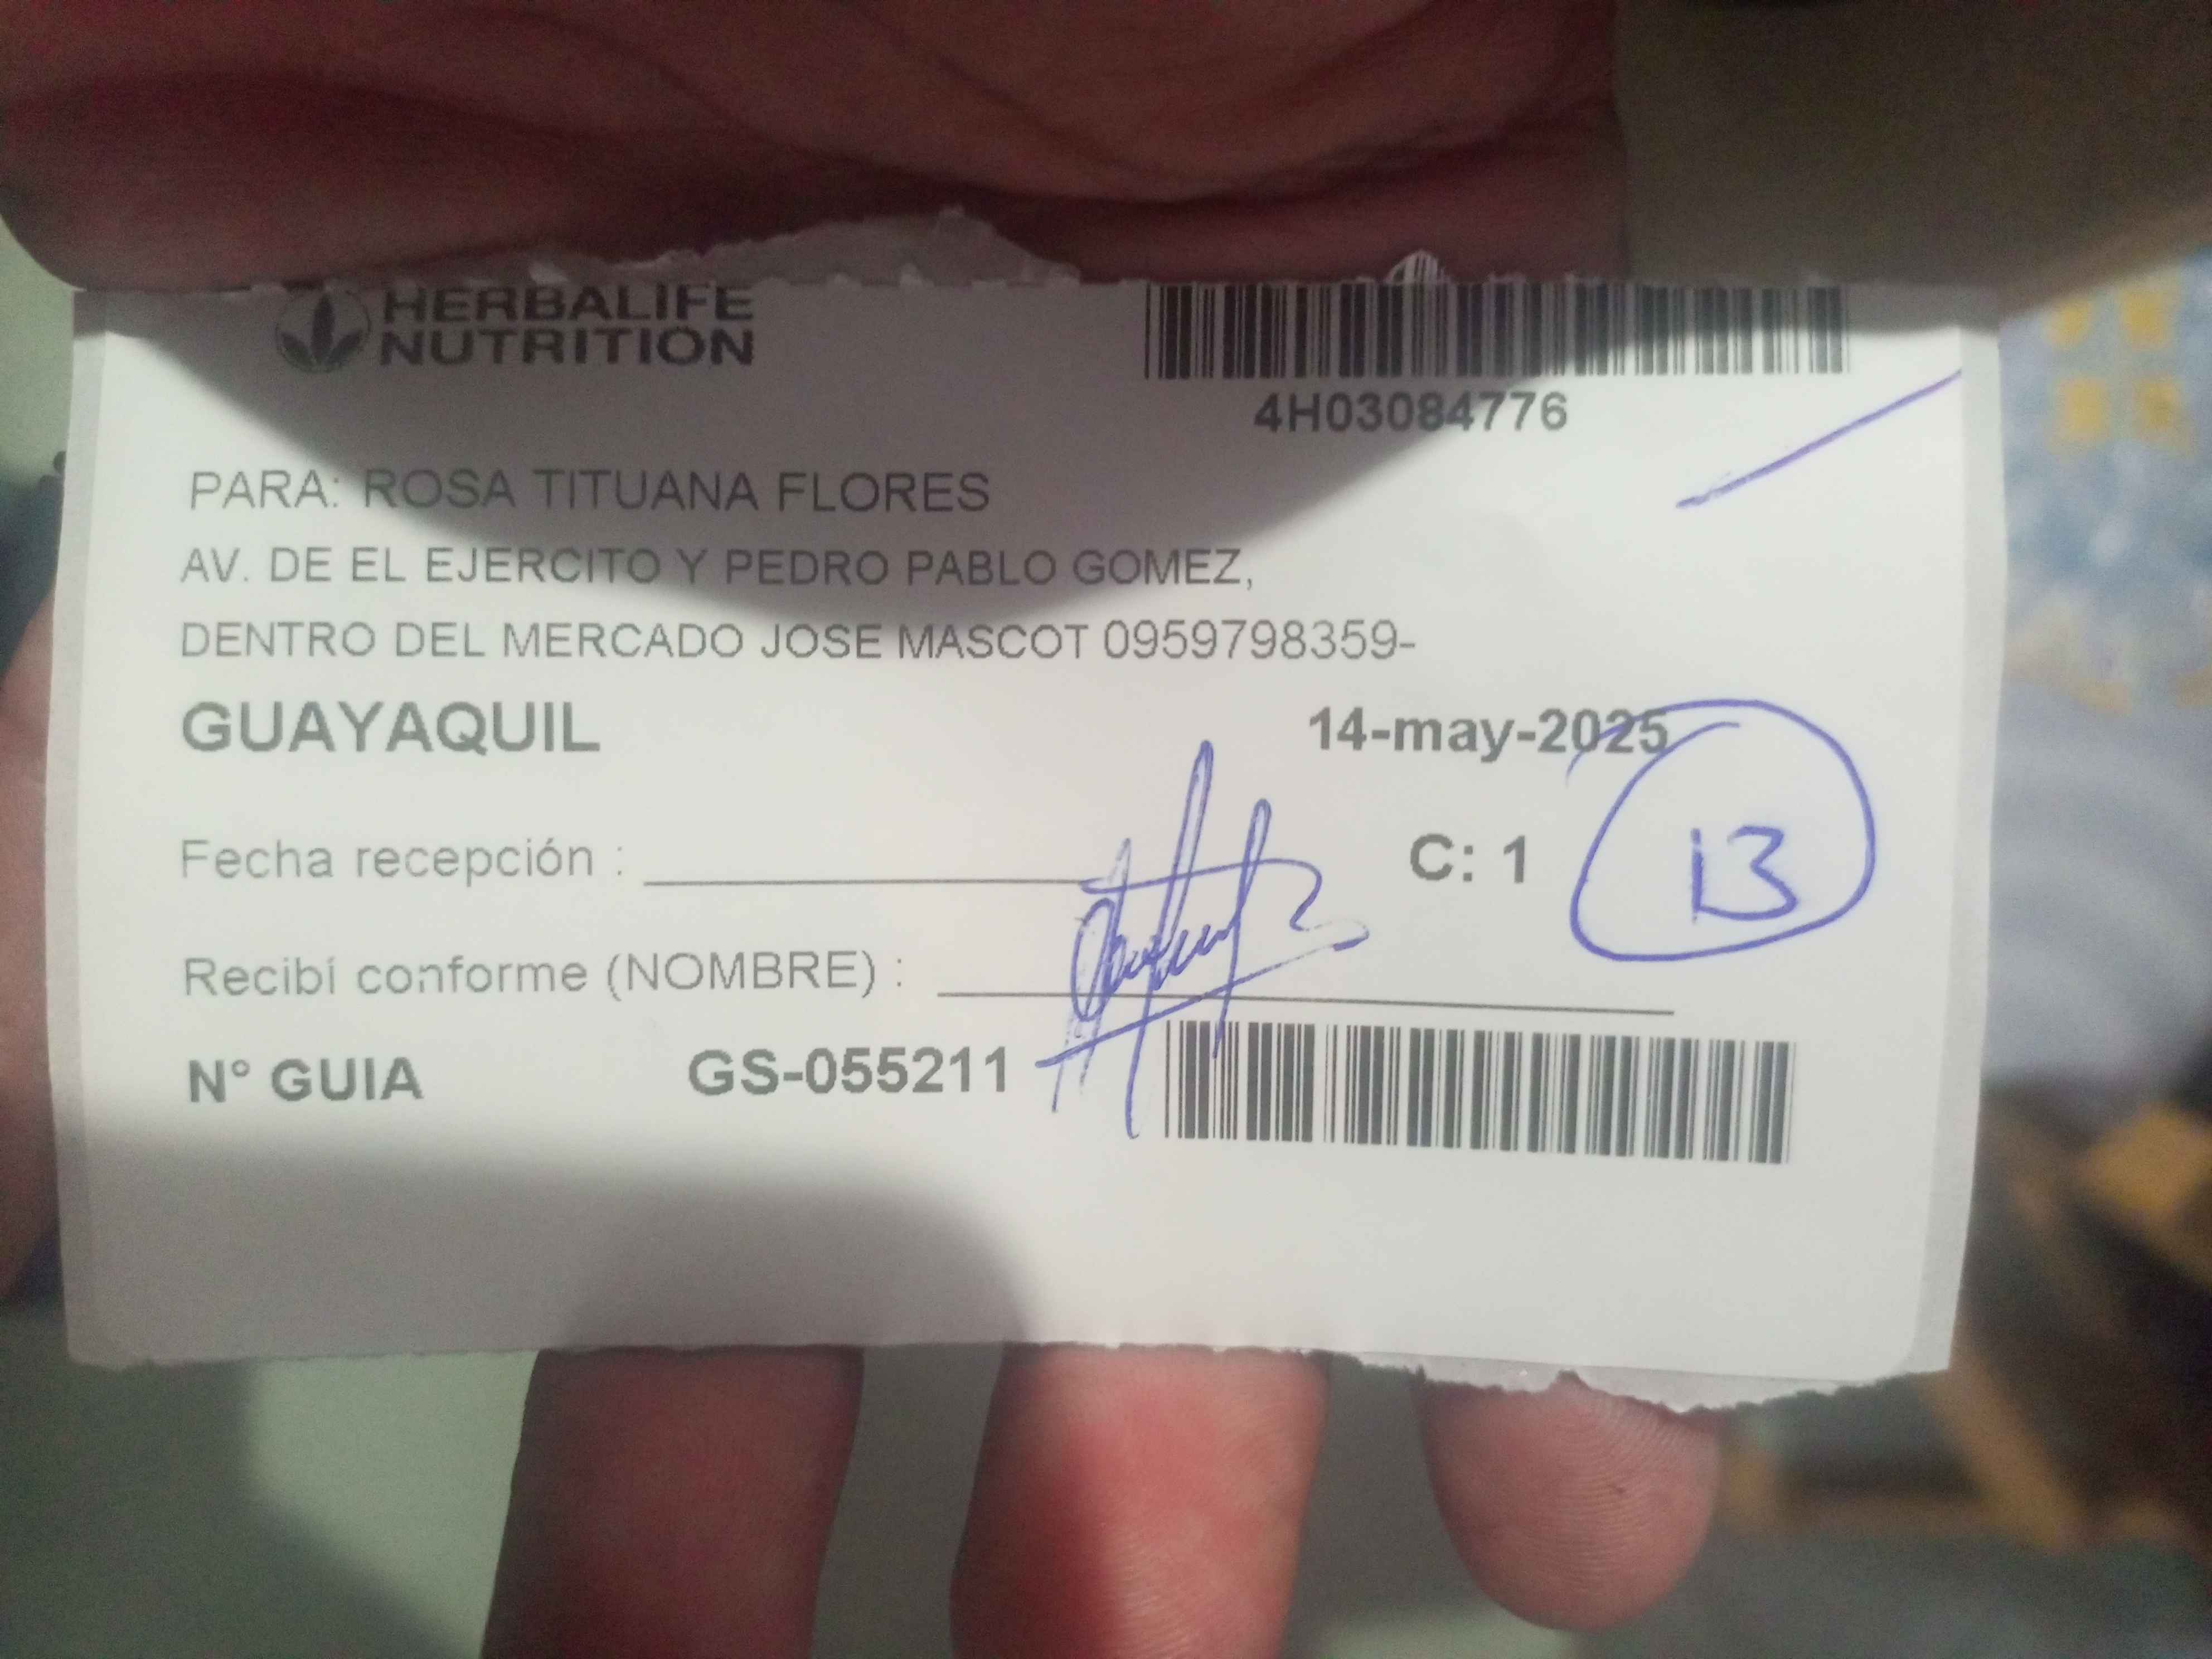 HERBALIFE
NUTRITION
4H03084776
PARA: ROSA TITUANA FLORES
AV. DE EL EJERCITO Y PEDRO PABLO GOMEZ,
DENTRO DEL MERCADO JOSE MASCOT 0959798359-
GUAYAQUIL
14-may-2025
Fecha recepción :
C: 1
13
Recibí conforme (NOMBRE) :
N° GUIA GS-055211